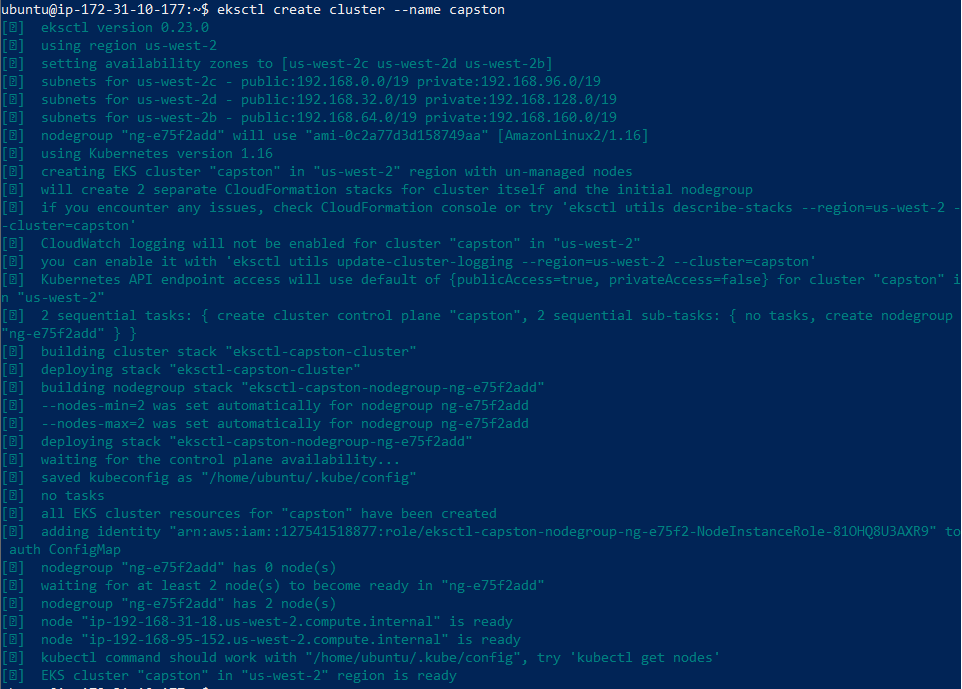 ubuntu@ip-172-31-10-177:~$ eksctl create cluster --name capston
[ℹ]  eksctl version 0.23.0
[ℹ]  using region us-west-2
[ℹ]  setting availability zones to [us-west-2c us-west-2d us-west-2b]
[ℹ]  subnets for us-west-2c - public:192.168.0.0/19 private:192.168.96.0/19
[ℹ]  subnets for us-west-2d - public:192.168.32.0/19 private:192.168.128.0/19
[ℹ]  subnets for us-west-2b - public:192.168.64.0/19 private:192.168.160.0/19
[ℹ]  nodegroup "ng-e75f2add" will use "ami-0c2a77d3d158749aa" [AmazonLinux2/1.16]
[ℹ]  using Kubernetes version 1.16
[ℹ]  creating EKS cluster "capston" in "us-west-2" region with un-managed nodes
[ℹ]  will create 2 separate CloudFormation stacks for cluster itself and the initial nodegroup
[ℹ]  if you encounter any issues, check CloudFormation console or try 'eksctl utils describe-stacks --region=us-west-2 -
-cluster=capston'
[ℹ]  CloudWatch logging will not be enabled for cluster "capston" in "us-west-2"
[ℹ]  you can enable it with 'eksctl utils update-cluster-logging --region=us-west-2 --cluster=capston'
[ℹ]  Kubernetes API endpoint access will use default of {publicAccess=true, privateAccess=false} for cluster "capston" i
n "us-west-2"
[ℹ]  2 sequential tasks: { create cluster control plane "capston", 2 sequential sub-tasks: { no tasks, create nodegroup
"ng-e75f2add" } }
[ℹ]  building cluster stack "eksctl-capston-cluster"
[ℹ]  deploying stack "eksctl-capston-cluster"
[ℹ]  building nodegroup stack "eksctl-capston-nodegroup-ng-e75f2add"
[ℹ]  --nodes-min=2 was set automatically for nodegroup ng-e75f2add
[ℹ]  --nodes-max=2 was set automatically for nodegroup ng-e75f2add
[ℹ]  deploying stack "eksctl-capston-nodegroup-ng-e75f2add"
[ℹ]  waiting for the control plane availability...
[✔]  saved kubeconfig as "/home/ubuntu/.kube/config"
[ℹ]  no tasks
[✔]  all EKS cluster resources for "capston" have been created
[ℹ]  adding identity "arn:aws:iam::127541518877:role/eksctl-capston-nodegroup-ng-e75f2-NodeInstanceRole-81OHQ8U3AXR9" to
 auth ConfigMap
[ℹ]  nodegroup "ng-e75f2add" has 0 node(s)
[ℹ]  waiting for at least 2 node(s) to become ready in "ng-e75f2add"
[ℹ]  nodegroup "ng-e75f2add" has 2 node(s)
[ℹ]  node "ip-192-168-31-18.us-west-2.compute.internal" is ready
[ℹ]  node "ip-192-168-95-152.us-west-2.compute.internal" is ready
[ℹ]  kubectl command should work with "/home/ubuntu/.kube/config", try 'kubectl get nodes'
[✔]  EKS cluster "capston" in "us-west-2" region is ready
ubuntu@ip-172-31-10-177:~$